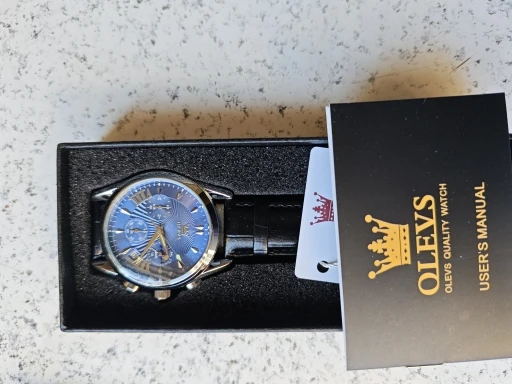 OLEVS
OLEVS QUALITY WATCH
USER'S MANUAL